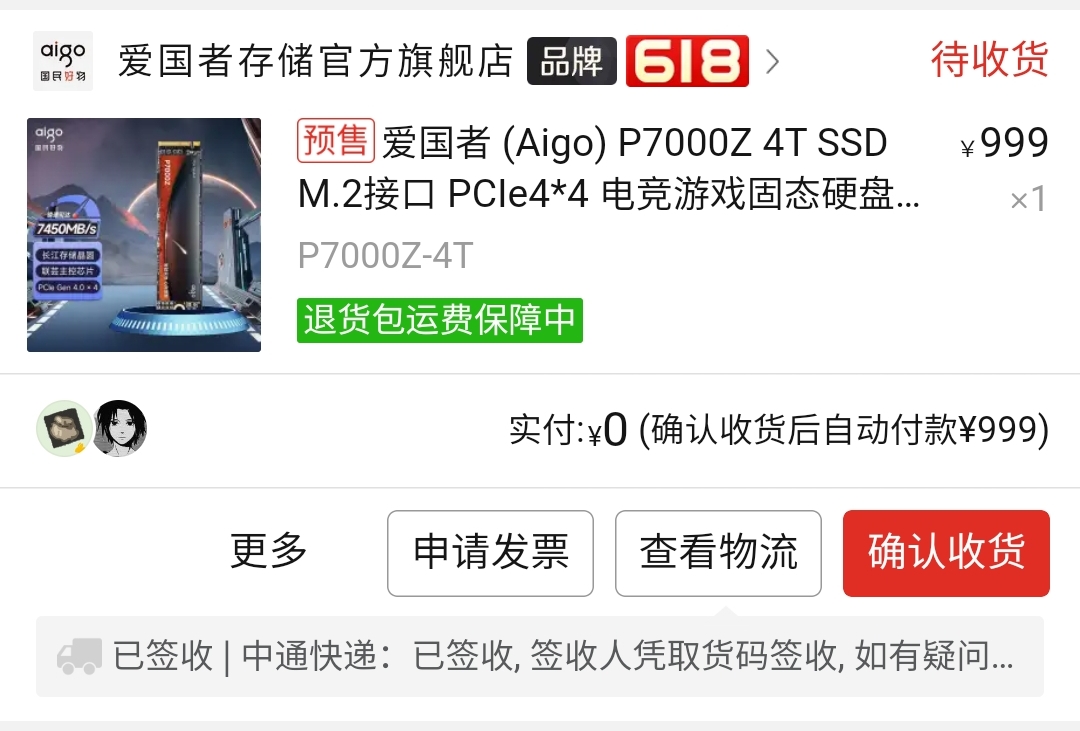 aigo
国民好物
爱国者存储官方旗舰店 品牌 618 > 待收货
aigo
国民好物
7450MB/s
长江存储晶圆
联芸主控芯片
PCIe Gen 4.0×4
P7000Z
预售 爱国者 (Aigo) P7000Z 4T SSD ¥999
M.2接口 PCIe4*4 电竞游戏固态硬盘... ×1
P7000Z-4T
退货包运费保障中
实付:¥0 (确认收货后自动付款¥999)
更多 申请发票 查看物流 确认收货
已签收 | 中通快递：已签收, 签收人凭取货码签收, 如有疑问...